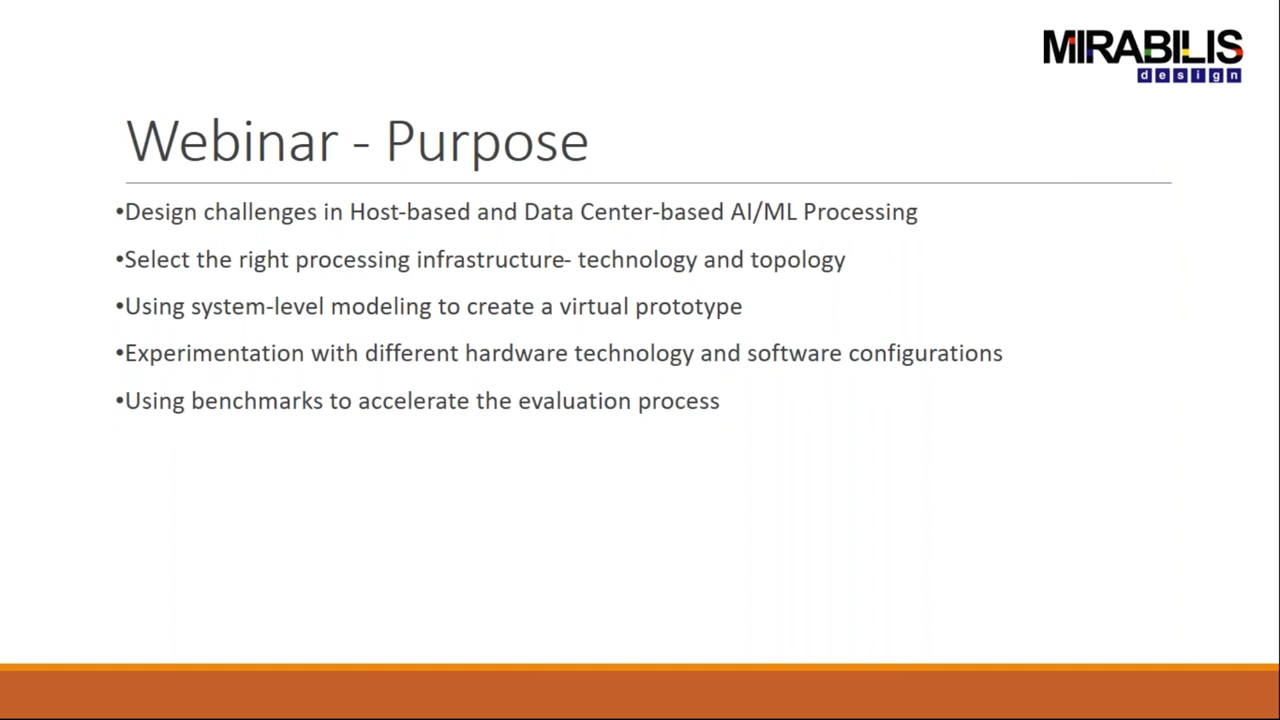 MIRABILIS
design
Webinar - Purpose
•Design challenges in Host-based and Data Center-based AI/ML Processing
•Select the right processing infrastructure- technology and topology
•Using system-level modeling to create a virtual prototype
•Experimentation with different hardware technology and software configurations
•Using benchmarks to accelerate the evaluation process